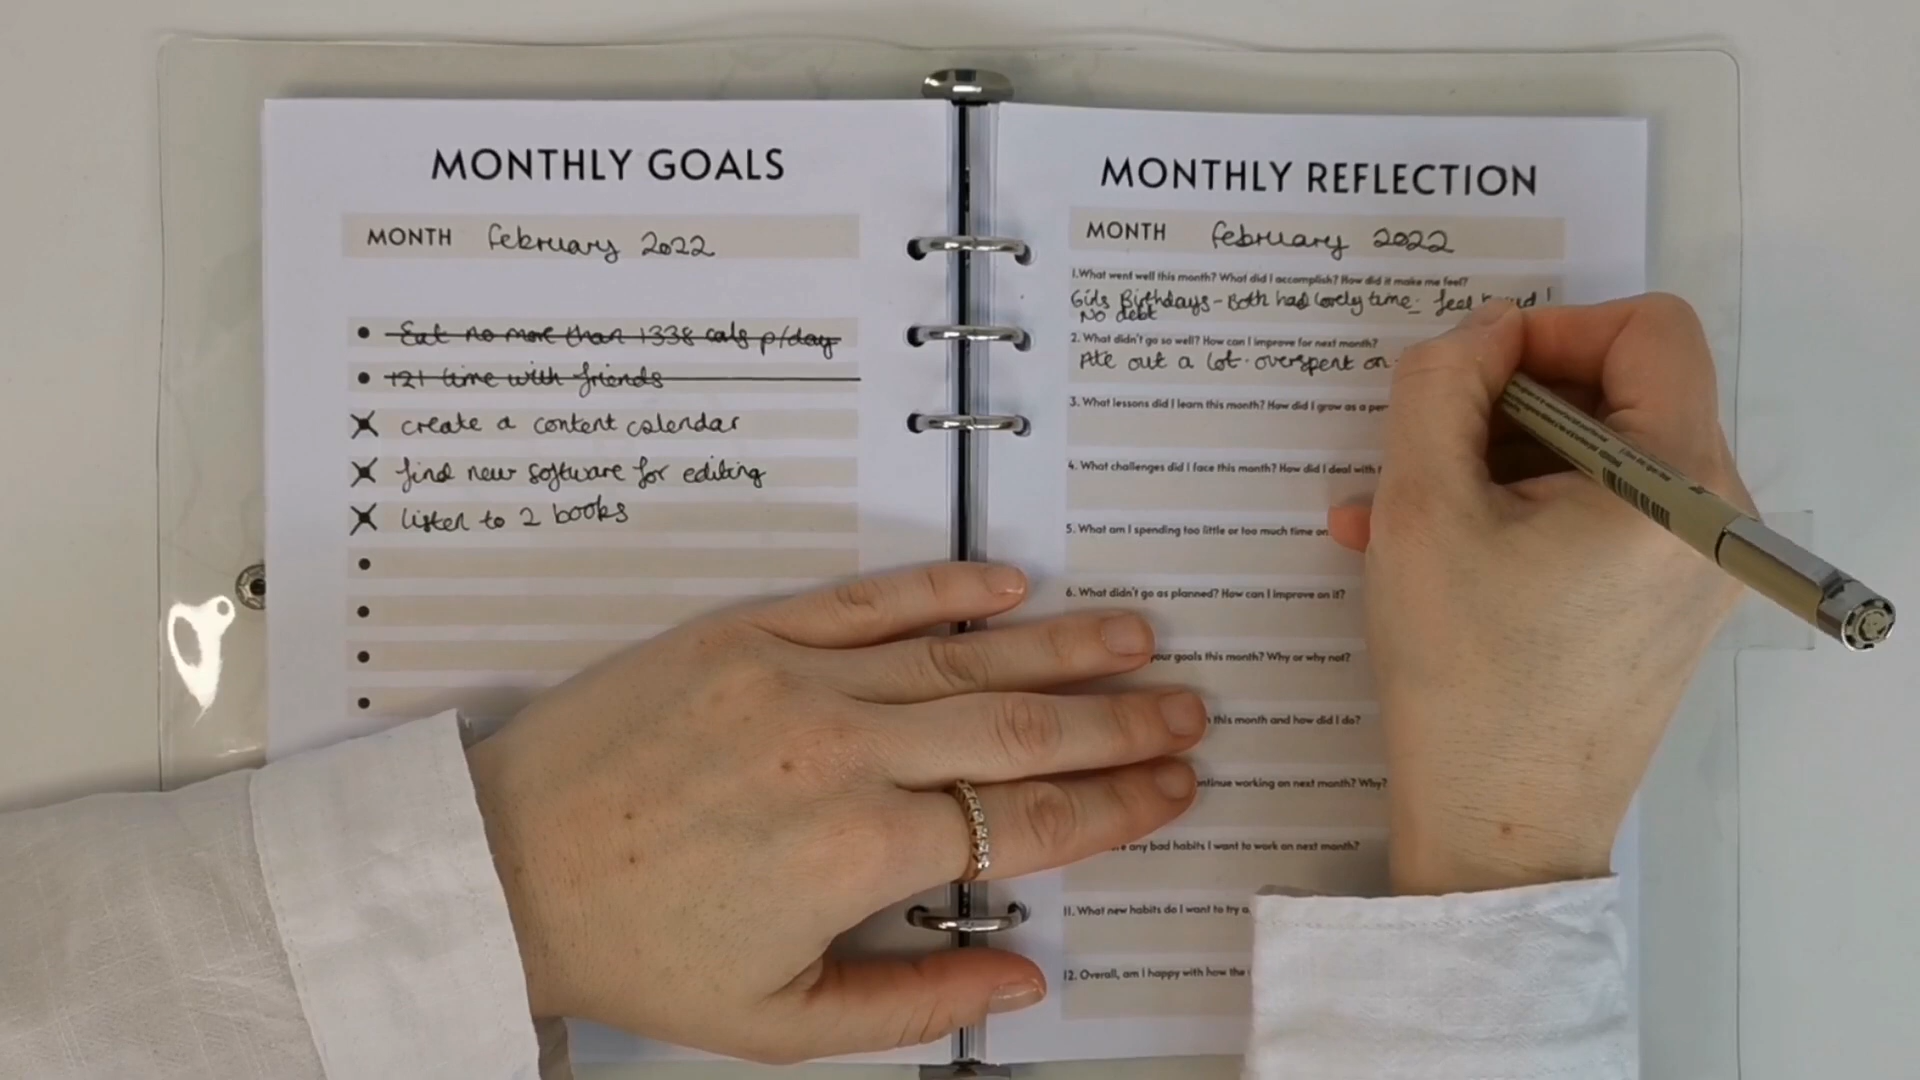 MONTHLY GOALS
MONTH february 2022
Eat no more than 1338 cals p/day
121 time with friends
create a content calendar
find new software for editing
listen to 2 books
MONTHLY REFLECTION
MONTH february 2022
1.What went well this month? What did I accomplish? How did it make me feel?
Girls Birthdays - Both had lovely time - feel
No debt
2. What didn't go so well? How can I improve for next month?
Ate out a lot - overspent on
3. What lessons did I learn this month? How did I grow as a per
4. What challenges did I face this month? How did I deal with
5. What am I spending too little or too much time on
6. What didn't go as planned? How can I improve on it?
your goals this month? Why or why not?
this month and how did I do?
continue working on next month? Why?
any bad habits I want to work on next month?
11. What new habits do I want to try
12. Overall, am I happy with how the